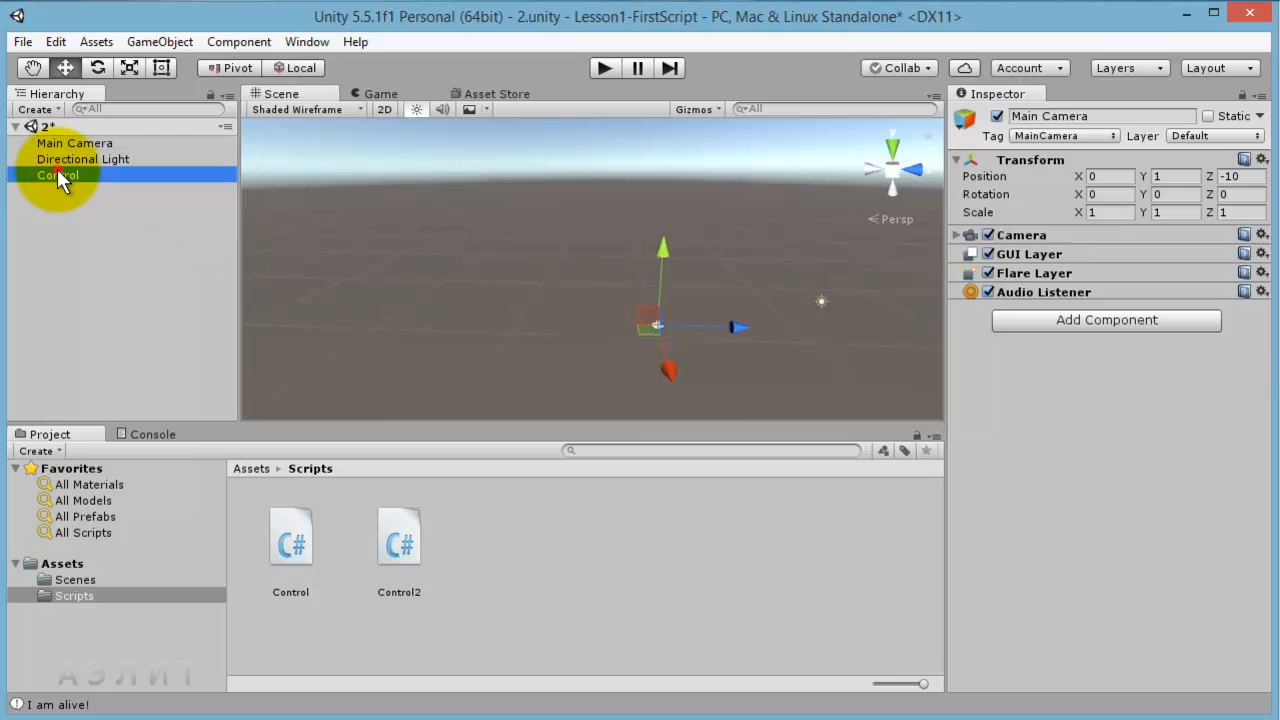 Unity 5.5.1f1 Personal (64bit) - 2.unity - Lesson1-FirstScript - PC, Mac & Linux Standalone* <DX11>
File Edit Assets GameObject Component Window Help
Pivot Local Collab Account Layers Layout
Hierarchy
Create All
2*
Main Camera
Directional Light
Control
Scene Game Asset Store
Shaded Wireframe 2D Gizmos All
y
Persp
Inspector
Main Camera Static
Tag MainCamera Layer Default
Transform
Position X 0 Y 1 Z -10
Rotation X 0 Y 0 Z 0
Scale X 1 Y 1 Z 1
Camera
GUI Layer
Flare Layer
Audio Listener
Add Component
Project Console
Create
Favorites
All Materials
All Models
All Prefabs
All Scripts
Assets
Scenes
Scripts
Assets Scripts
C# C#
Control Control2
АЭЛИТ
I am alive!